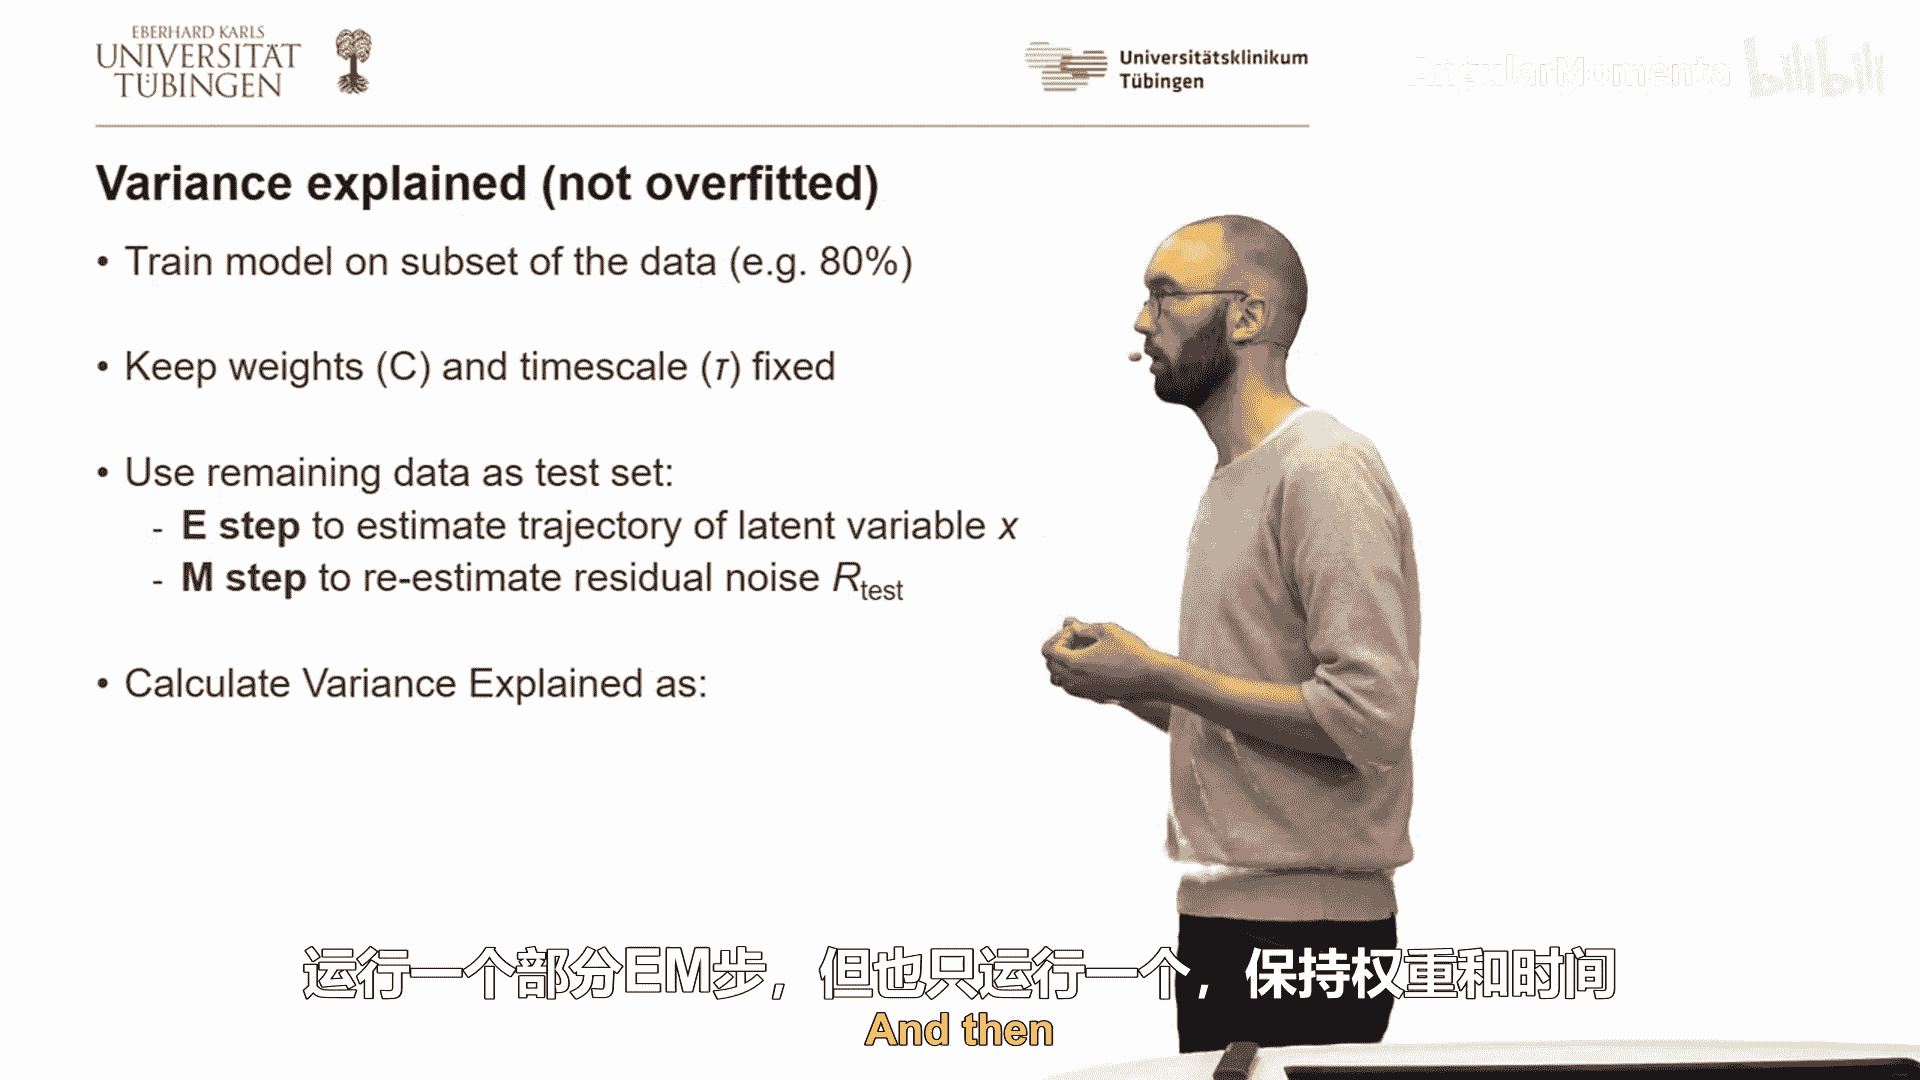 EBERHARD KARLS
UNIVERSITÄT
TÜBINGEN
Universitätsklinikum
Tübingen
AngularMomenta bilibili
Variance explained (not overfitted)
• Train model on subset of the data (e.g. 80%)
• Keep weights (C) and timescale (τ) fixed
• Use remaining data as test set:
- E step to estimate trajectory of latent variable x
- M step to re-estimate residual noise Rtest
• Calculate Variance Explained as:
运行一个部分EM步，但也只运行一个，保持权重和时间
And then